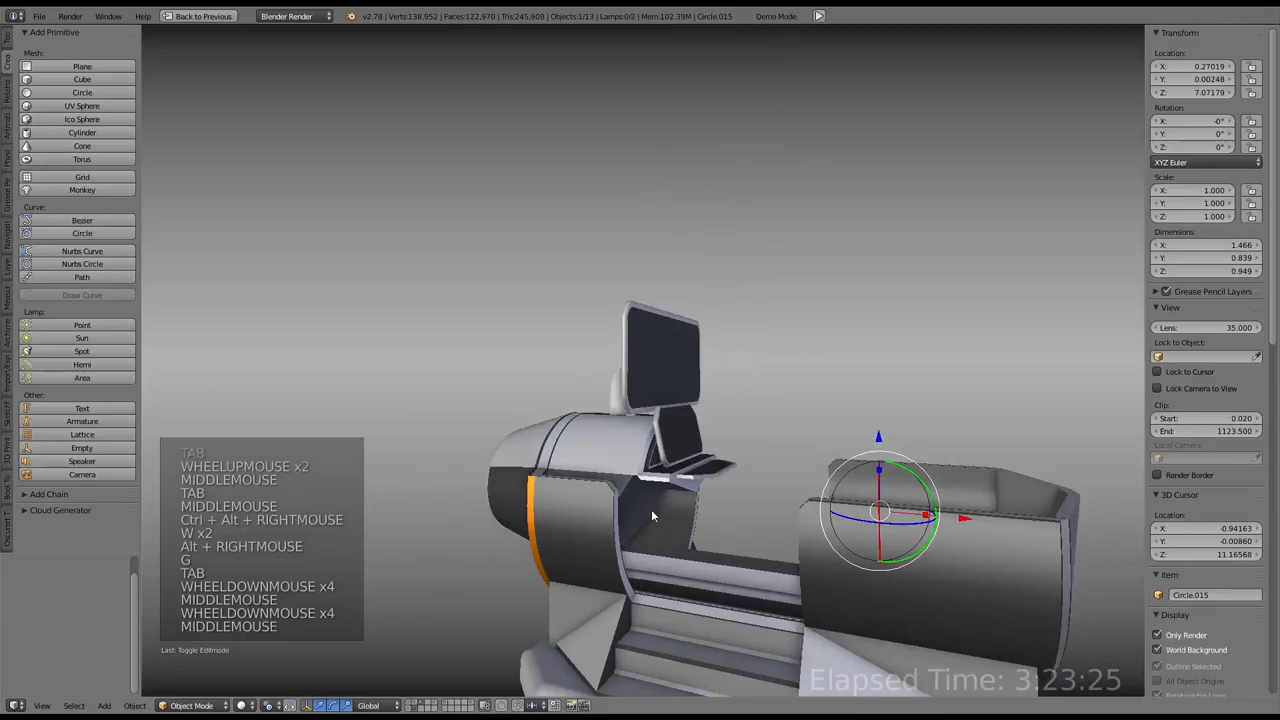 File Render Window Help Back to Previous Blender Render v2.78 | Verts:138,952 | Faces:122,970 | Tris:245,908 | Objects:1/13 | Lamps:0/2 | Mem:102.39M | Circle.015 Demo Mode:
Add Primitive
Mesh:
Plane
Cube
Circle
UV Sphere
Ico Sphere
Cylinder
Cone
Torus
Grid
Monkey
Curve:
Bezier
Circle
Nurbs Curve
Nurbs Circle
Path
Draw Curve
Lamp:
Point
Sun
Spot
Hemi
Area
Other:
Text
Armature
Lattice
Empty
Speaker
Camera
Add Chain
Cloud Generator
TAB
WHEELUPMOUSE x2
MIDDLEMOUSE
TAB
MIDDLEMOUSE
Ctrl + Alt + RIGHTMOUSE
W x2
Alt + RIGHTMOUSE
G
TAB
WHEELDOWNMOUSE x4
MIDDLEMOUSE
WHEELDOWNMOUSE x4
MIDDLEMOUSE
Last: Toggle Editmode
Elapsed Time: 3:23:25
Transform
Location:
X: 0.27019
Y: 0.00248
Z: 7.07179
Rotation:
X: -0°
Y: 0°
Z: 0°
XYZ Euler
Scale:
X: 1.000
Y: 1.000
Z: 1.000
Dimensions:
X: 1.466
Y: 0.839
Z: 0.949
Grease Pencil Layers
View
Lens: 35.000
Lock to Object:
Lock to Cursor
Lock Camera to View
Clip:
Start: 0.020
End: 1123.500
Local Camera:
Render Border
3D Cursor
Location:
X: -0.94163
Y: -0.00860
Z: 11.16568
Item
Circle.015
Display
Only Render
World Background
Outline Selected
All Object Origins
View Select Add Object Object Mode Global